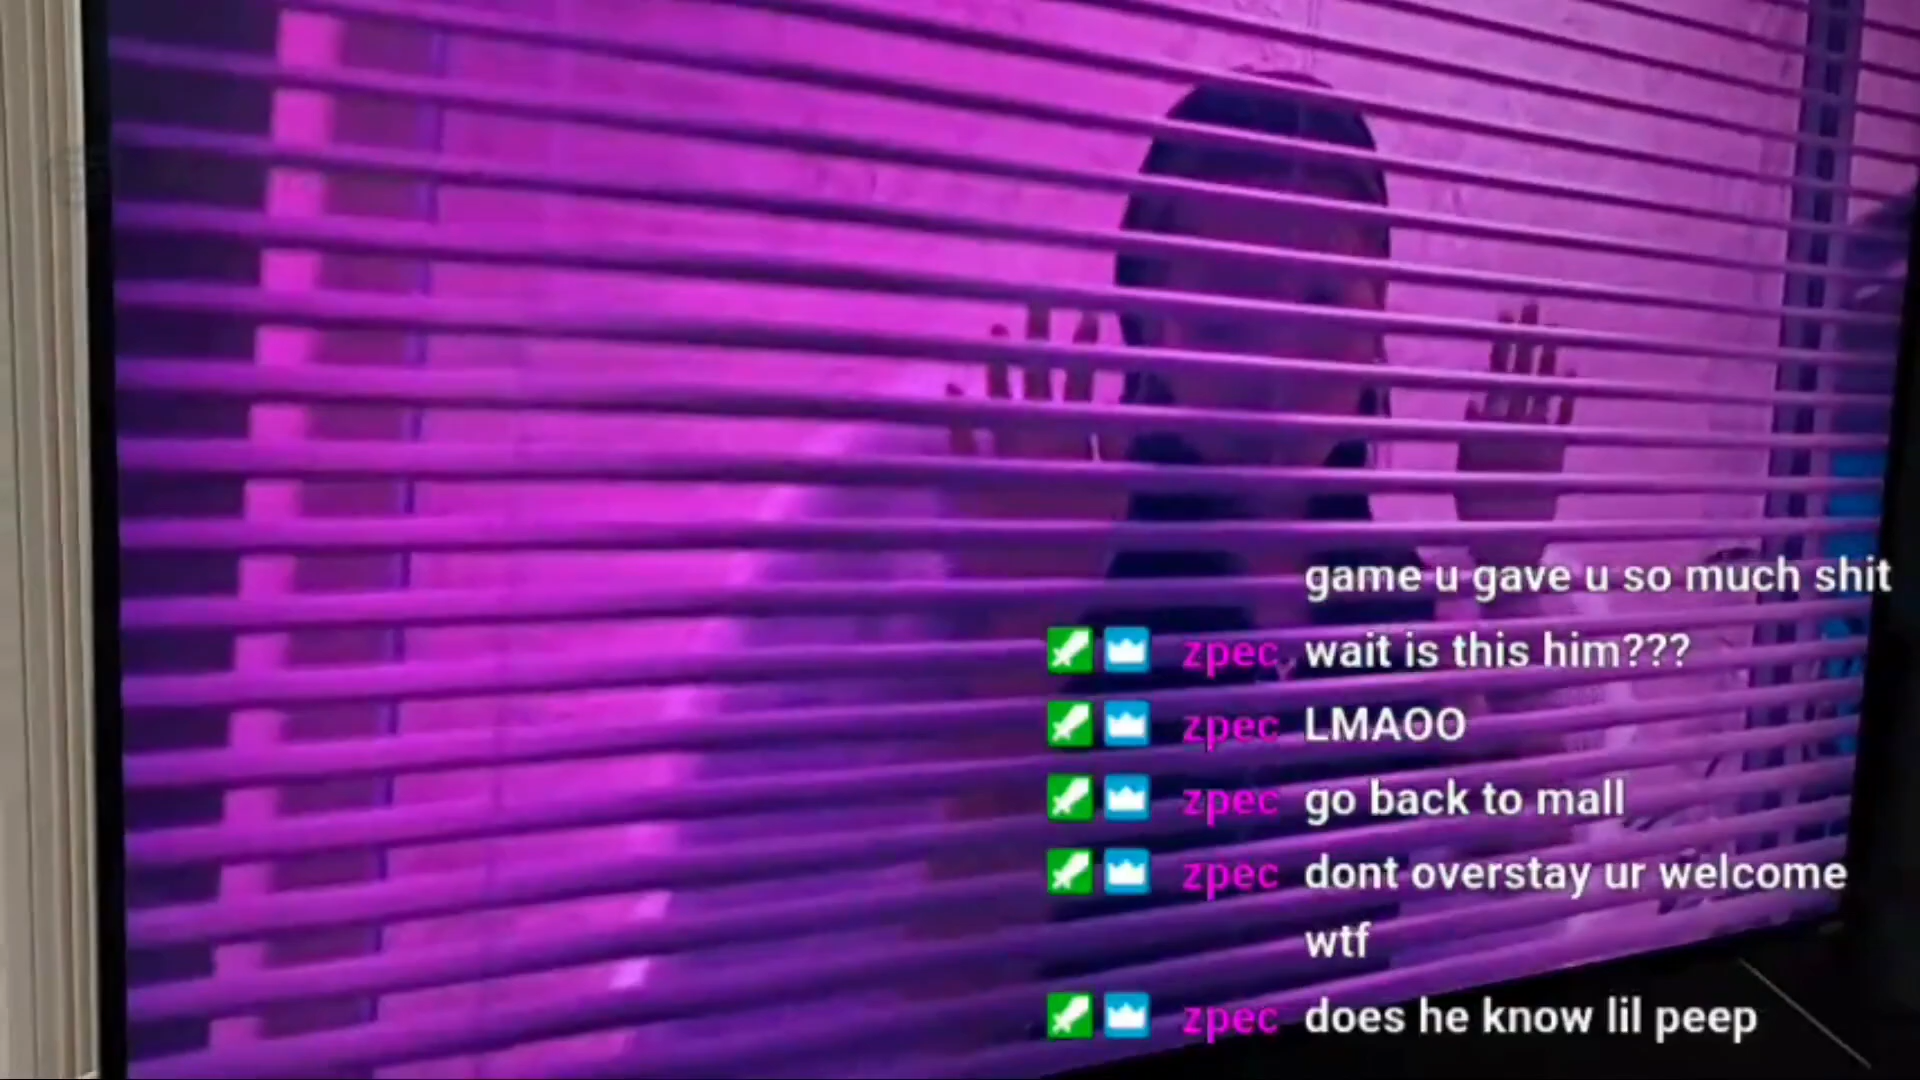 game u gave u so much shit
zpec wait is this him???
zpec LMAOO
zpec go back to mall
zpec dont overstay ur welcome
wtf
zpec does he know lil peep